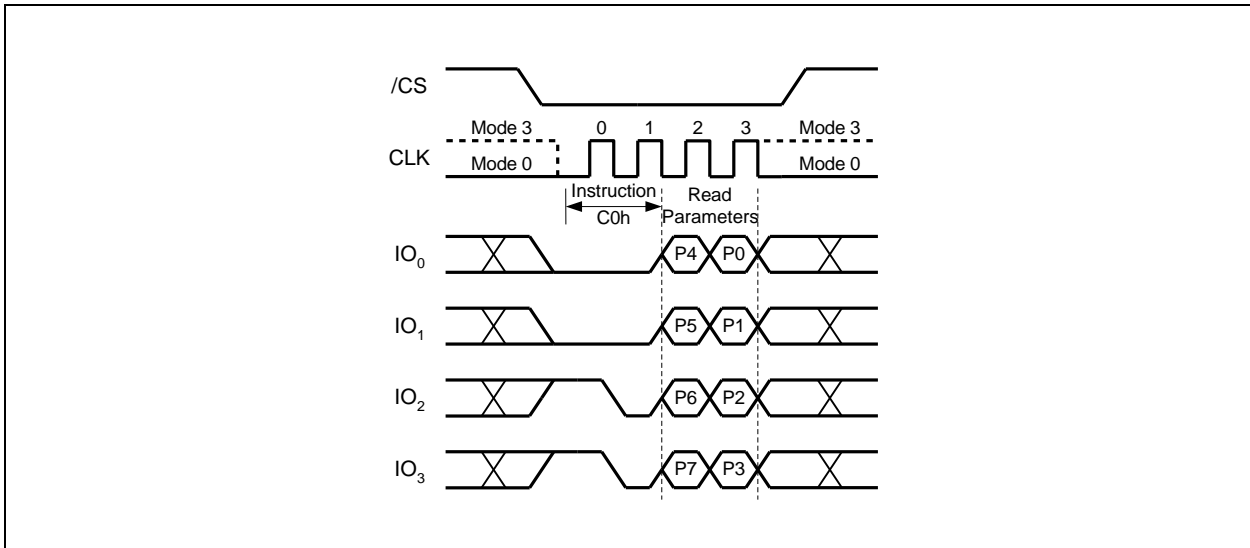 /CS
Mode 3 0 1 2 3 Mode 3
CLK Mode 0 Mode 0
Instruction Read
C0h Parameters
IO0 P4 P0
IO1 P5 P1
IO2 P6 P2
IO3 P7 P3